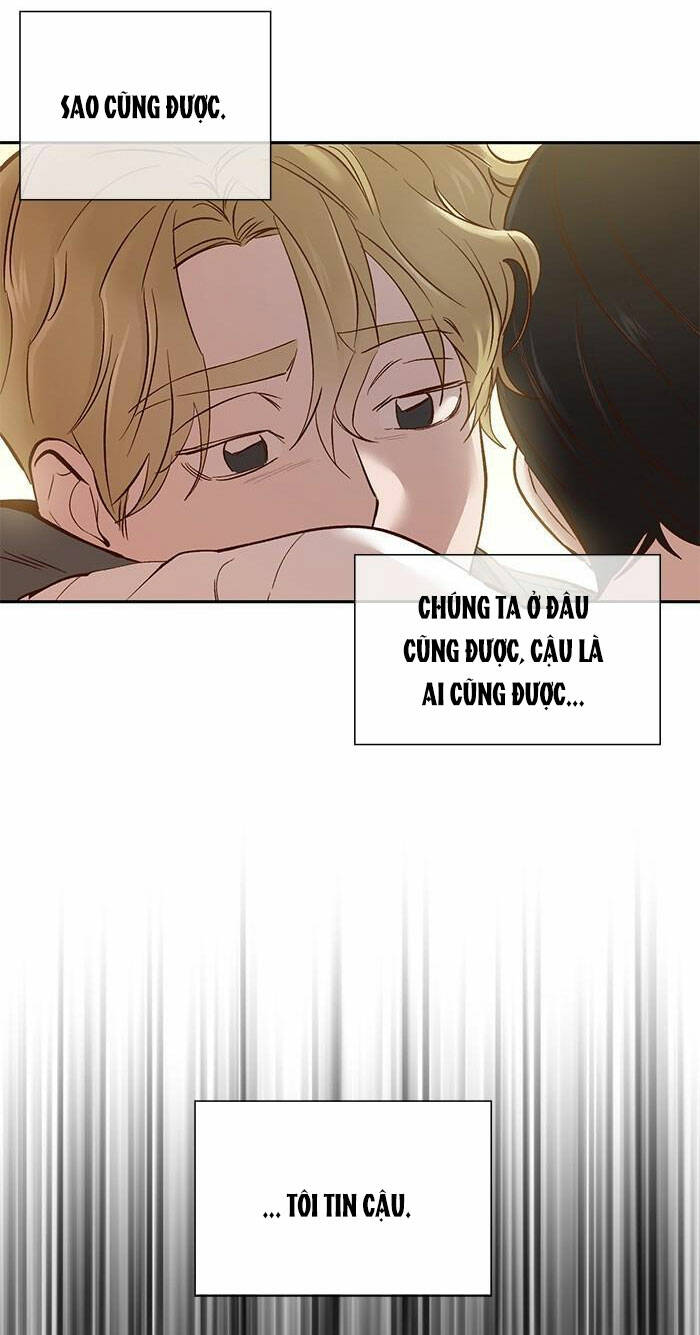 SAO CŨNG ĐƯỢC.
CHÚNG TA Ở ĐÂU
CŨNG ĐƯỢC, CẬU LÀ
AI CŨNG ĐƯỢC...
... TÔI TIN CẬU.